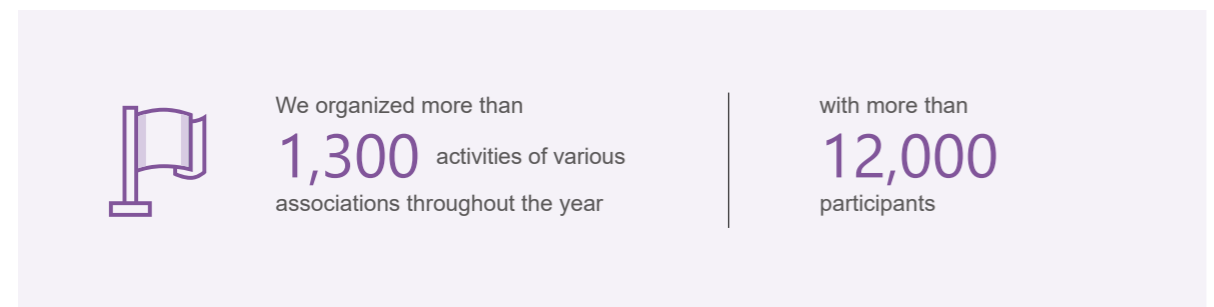 We organized more than
1,300 activities of various
associations throughout the year
with more than
12,000
participants